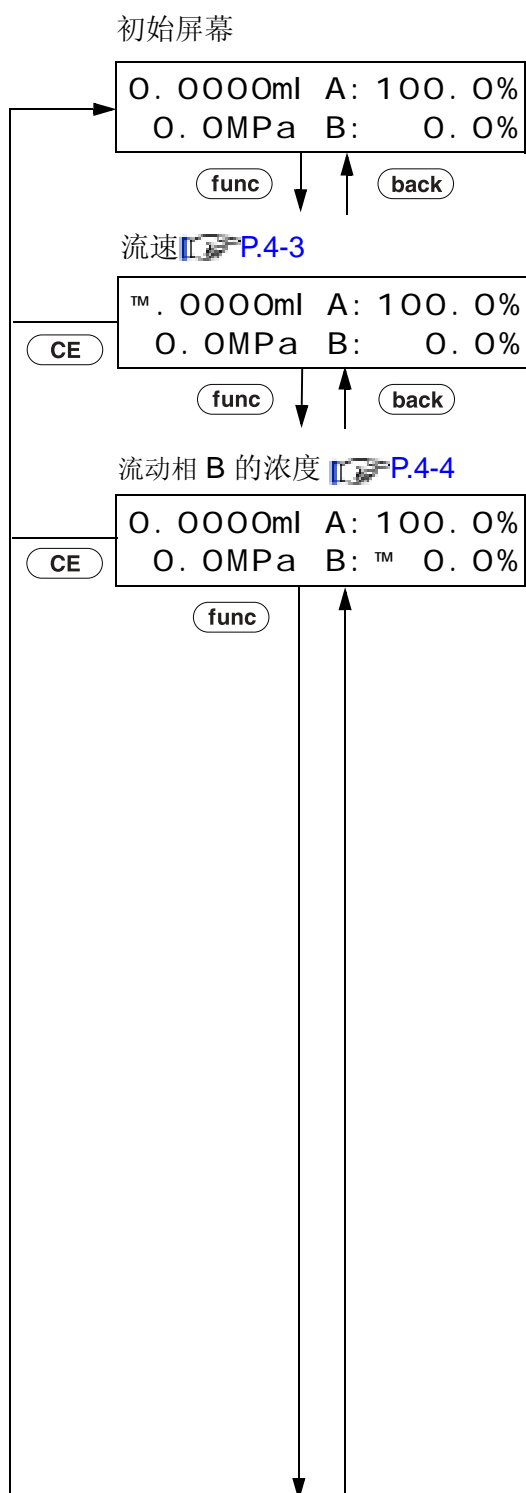 初始屏幕
0.0000ml A:100.0%
0.0MPa B: 0.0%
func back
流速 P.4-3
™.0000ml A:100.0%
CE 0.0MPa B: 0.0%
func back
流动相 B 的浓度 P.4-4
0.0000ml A:100.0%
CE 0.0MPa B:™ 0.0%
func